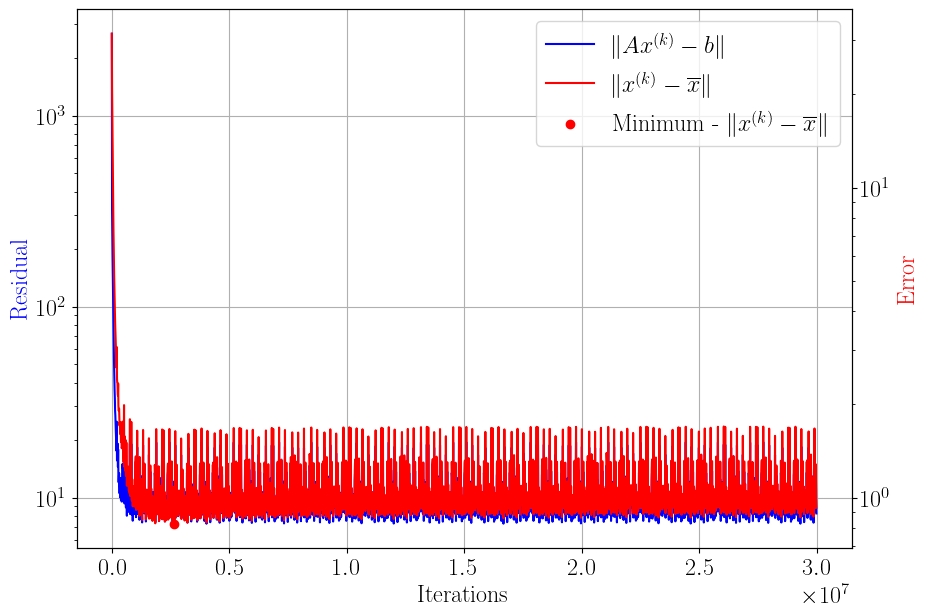 ‖Ax^(k) − b‖
‖x^(k) − x̅‖
Minimum - ‖x^(k) − x̅‖
10^3
10^2
10^1
Residual
10^1
10^0
Error
0.0 0.5 1.0 1.5 2.0 2.5 3.0
Iterations
×10^7